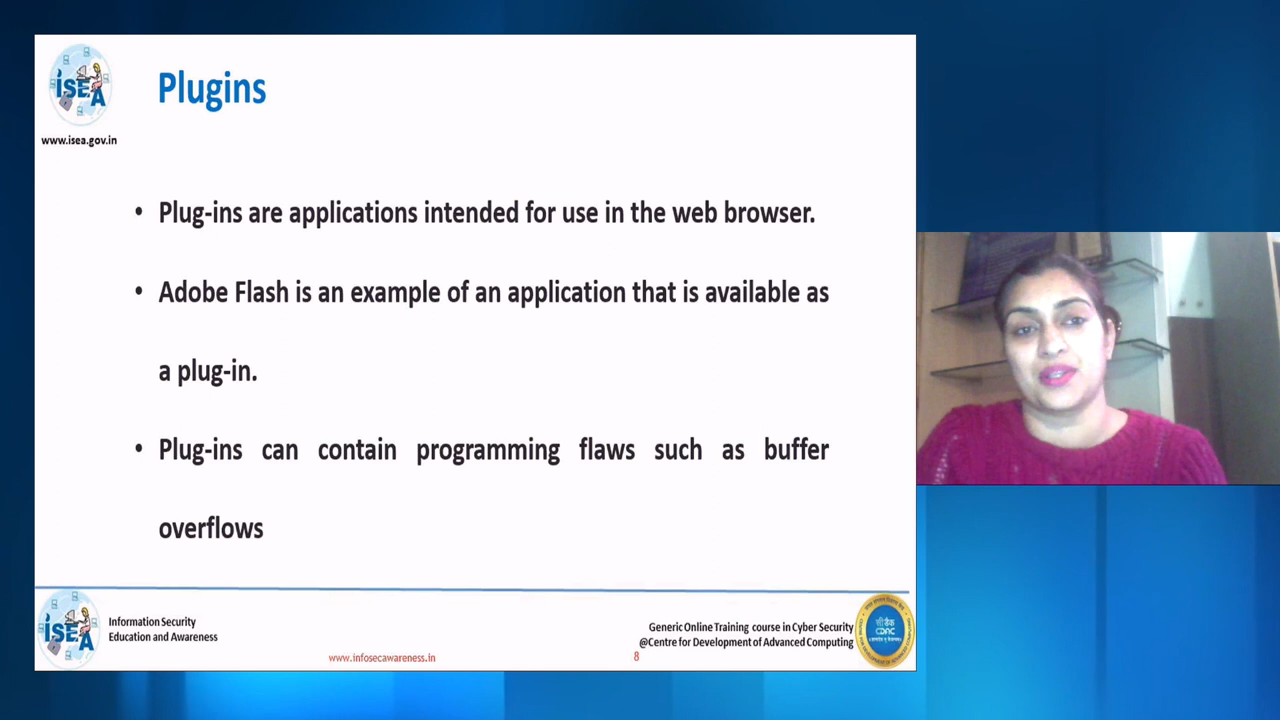 iSEA
www.isea.gov.in
Plugins
• Plug-ins are applications intended for use in the web browser.
• Adobe Flash is an example of an application that is available as
a plug-in.
• Plug-ins can contain programming flaws such as buffer
overflows
iSEA
Information Security
Education and Awareness
www.infosecawareness.in
8
Generic Online Training course in Cyber Security
@Centre for Development of Advanced Computing
सी डैक
CDAC